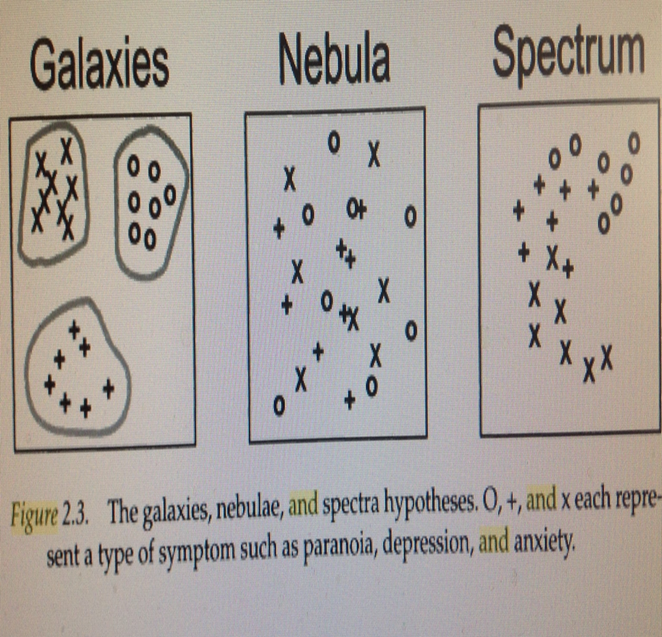 Galaxies Nebula Spectrum
Figure 2.3. The galaxies, nebulae, and spectra hypotheses. O, +, and x each repre-
sent a type of symptom such as paranoia, depression, and anxiety.